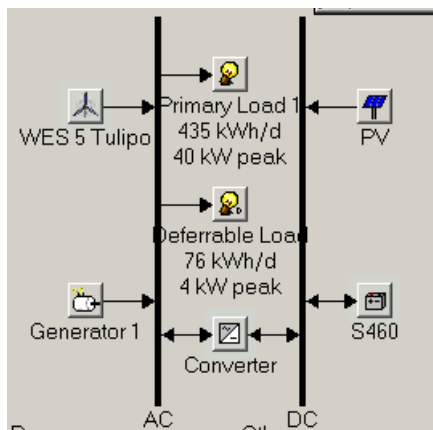 Primary Load 1
435 kWh/d
40 kW peak
WES 5 Tulipo
PV
Deferrable Load
76 kWh/d
4 kW peak
Generator 1
S460
Converter
AC
DC